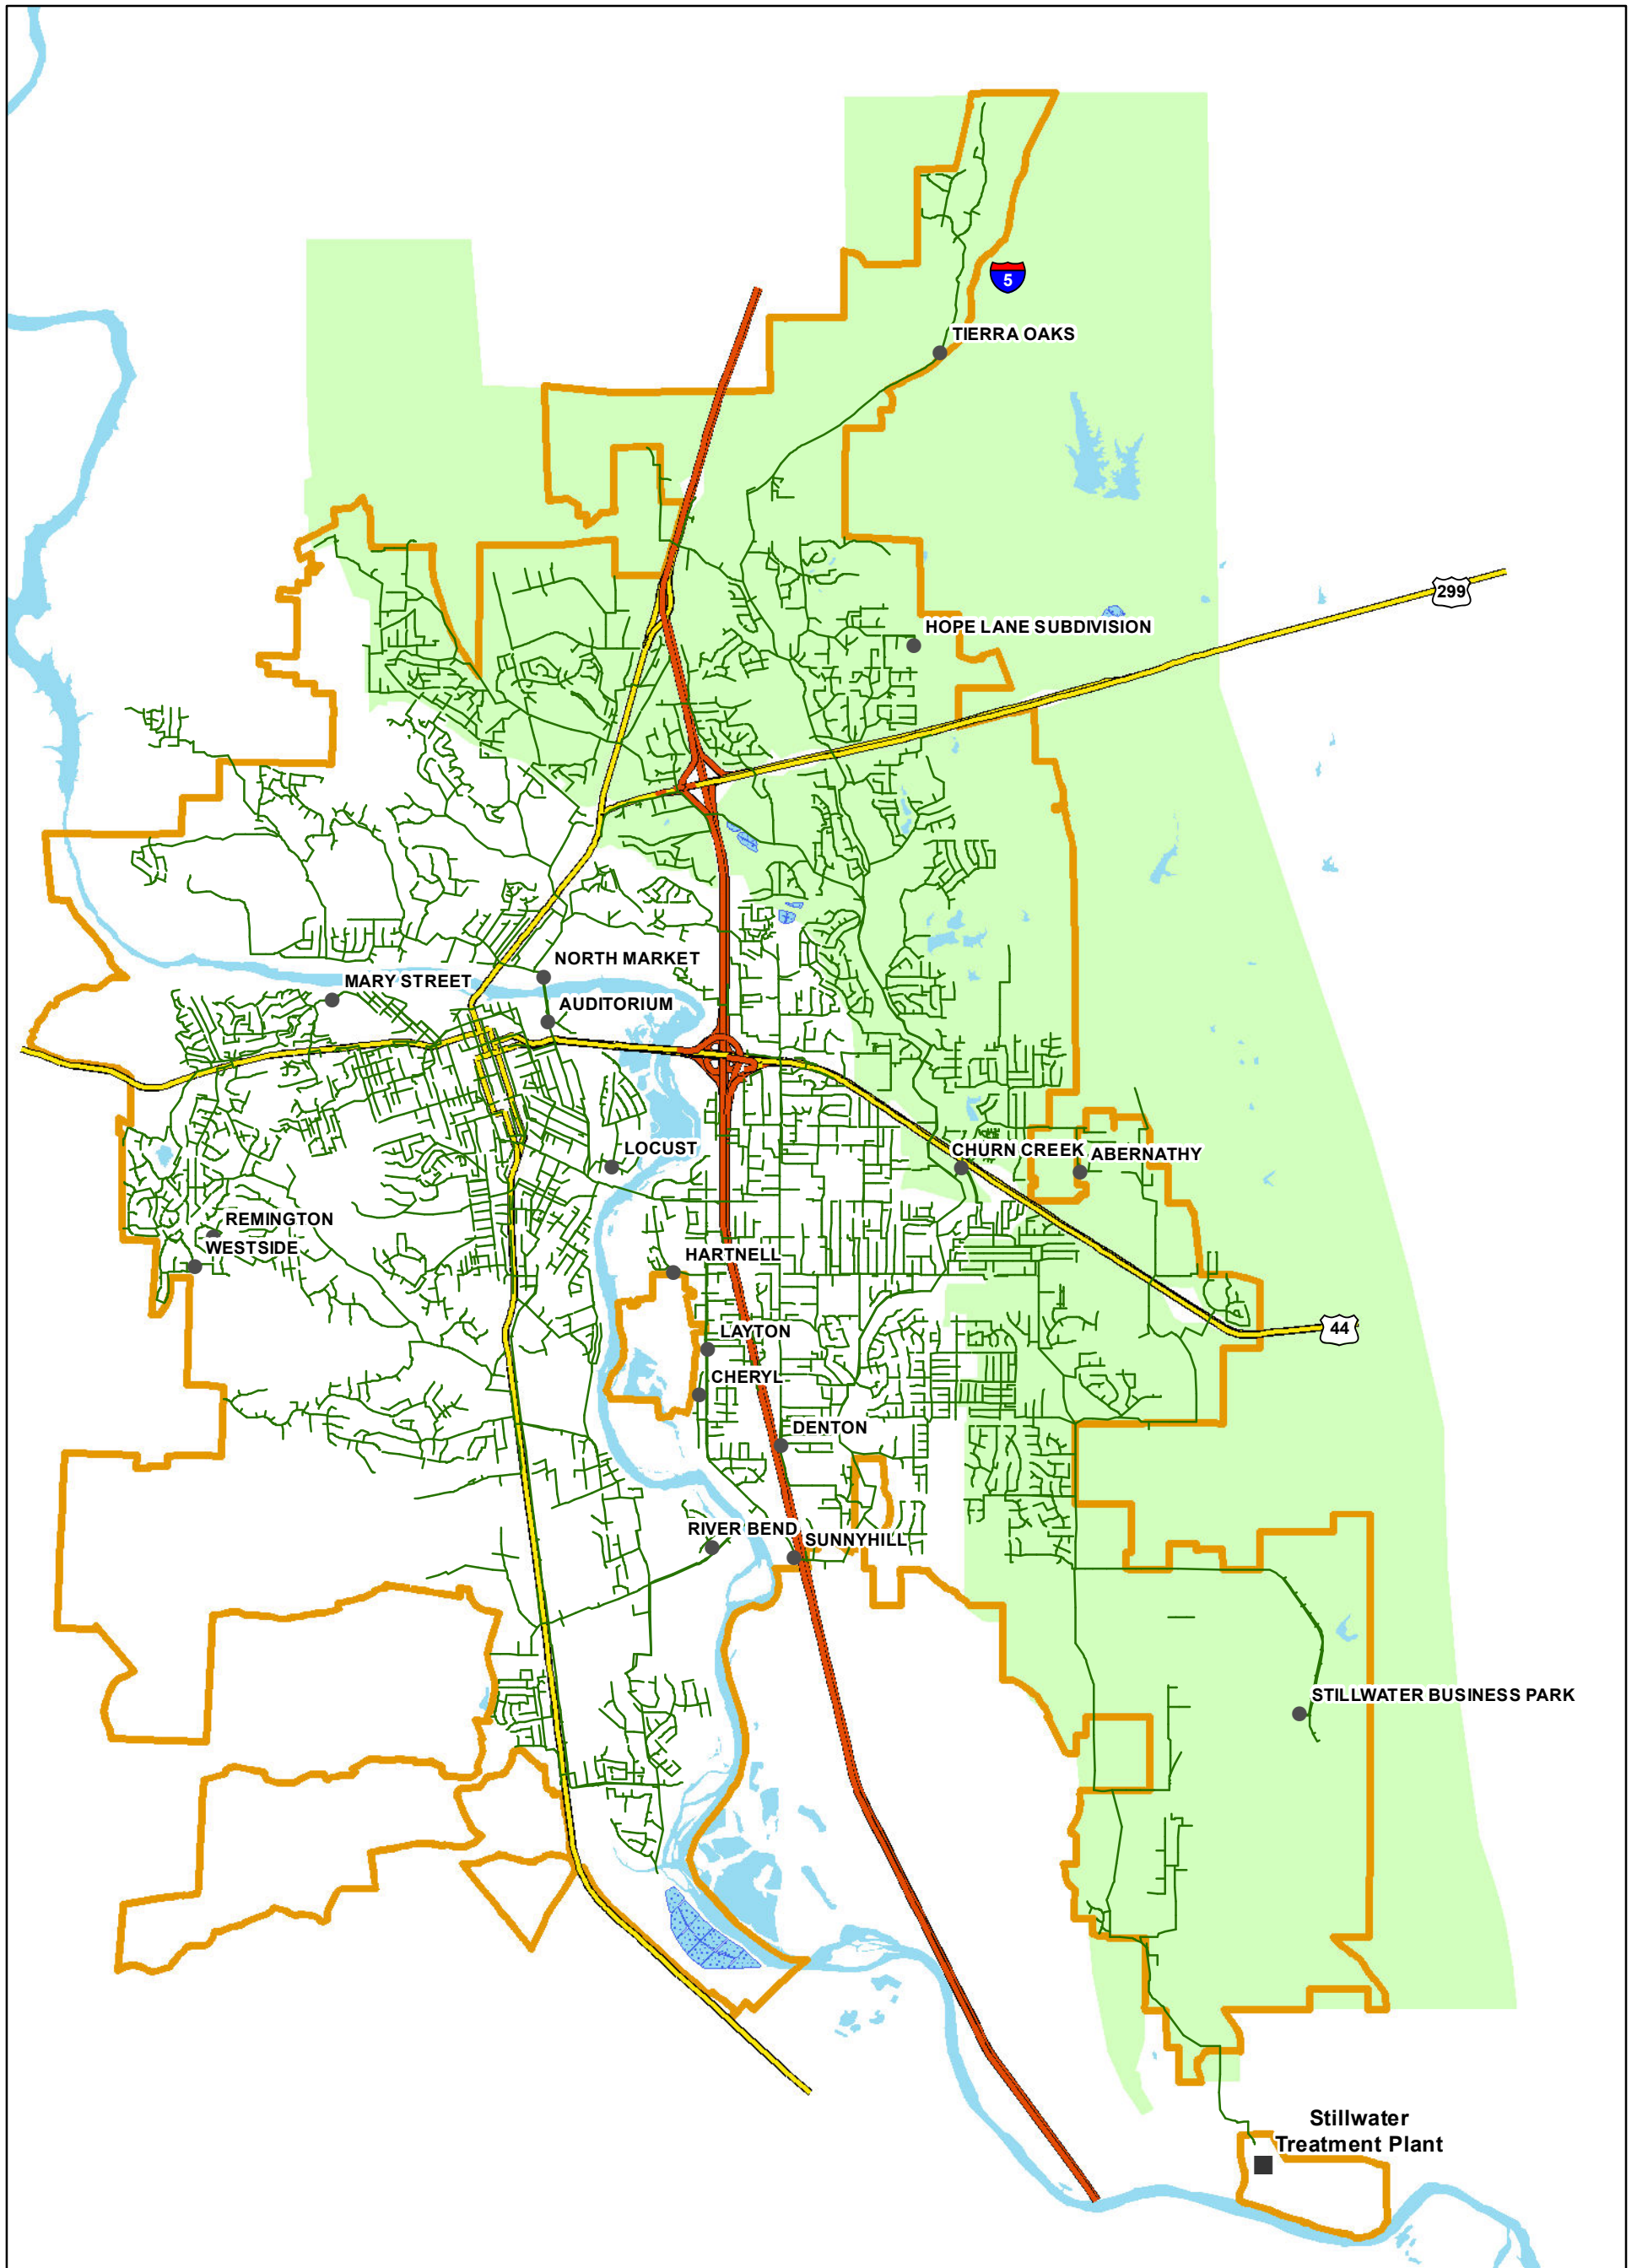 5
TIERRA OAKS
299
HOPE LANE SUBDIVISION
NORTH MARKET
MARY STREET
AUDITORIUM
LOCUST
CHURN CREEK
ABERNATHY
REMINGTON
WESTSIDE
HARTNELL
44
LAYTON
CHERYL
DENTON
RIVER BEND
SUNNYHILL
STILLWATER BUSINESS PARK
Stillwater
Treatment Plant